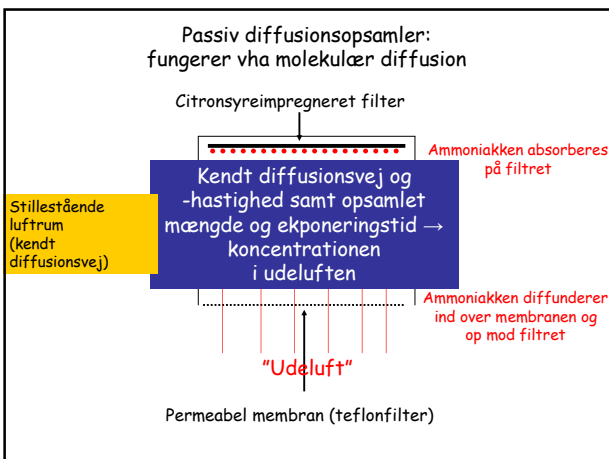 Passiv diffusionsopsamler:
fungerer vha molekulær diffusion
Citronsyreimpregneret filter
Ammoniakken absorberes
på filtret
Kendt diffusionsvej og
-hastighed samt opsamlet
mængde og ekponeringstid →
koncentrationen
i udeluften
Stillestående
luftrum
(kendt
diffusionsvej)
Ammoniakken diffunderer
ind over membranen og
op mod filtret
"Udeluft"
Permeabel membran (teflonfilter)